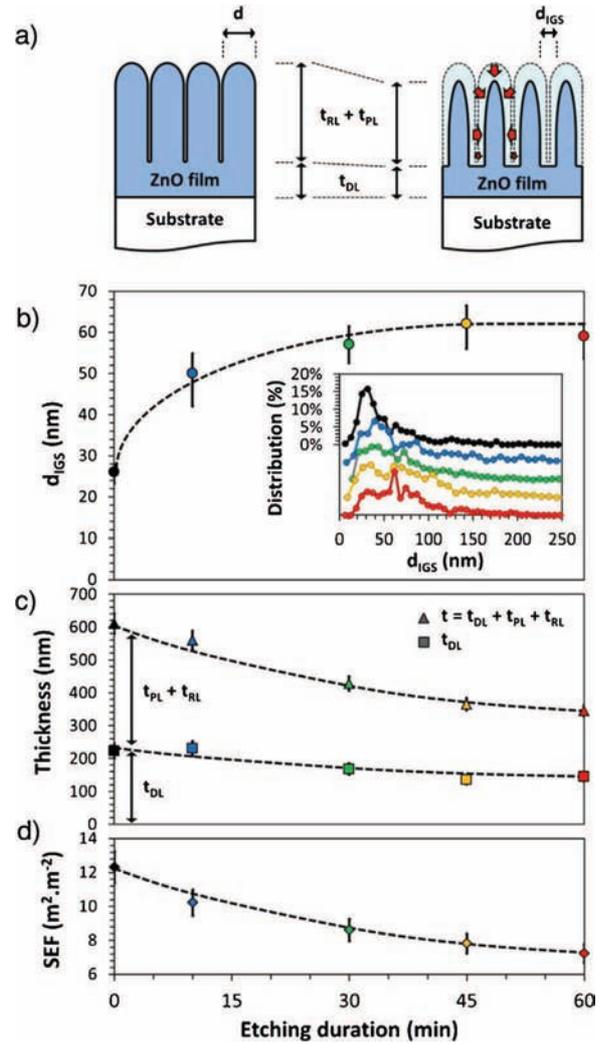 a)
d
d_IGS
t_RL + t_PL
t_DL
ZnO film
Substrate
ZnO film
Substrate
b)
70
60
50
40
30
20
10
0
d_IGS (nm)
20%
15%
10%
5%
0%
Distribution (%)
0 50 100 150 200 250
d_IGS (nm)
c)
700
600
500
400
300
200
100
0
Thickness (nm)
t = t_DL + t_PL + t_RL
t_DL
t_PL + t_RL
t_DL
d)
14
12
10
8
6
SEF (m².m⁻²)
0 15 30 45 60
Etching duration (min)